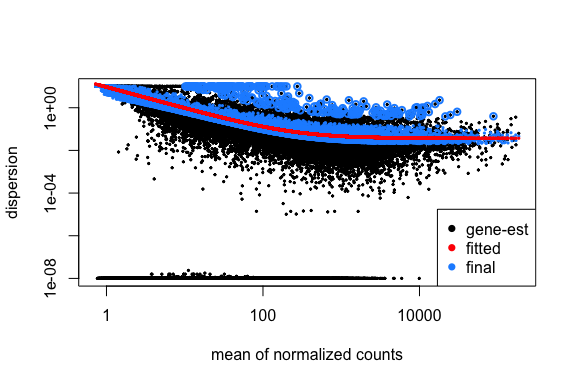 dispersion
1e+00
1e-04
1e-08
gene-est
fitted
final
1
100
10000
mean of normalized counts